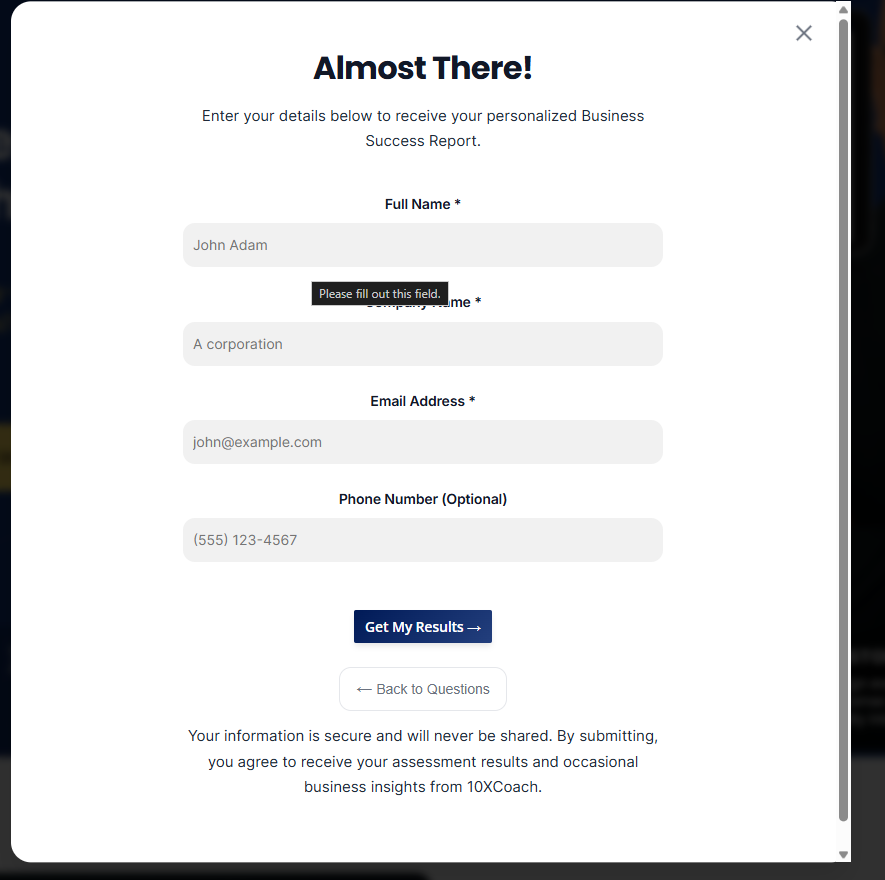 Almost There!
Enter your details below to receive your personalized Business
Success Report.
Full Name *
John Adam
Please fill out this field.
Name *
A corporation
Email Address *
john@example.com
Phone Number (Optional)
(555) 123-4567
Get My Results →
← Back to Questions
Your information is secure and will never be shared. By submitting,
you agree to receive your assessment results and occasional
business insights from 10XCoach.